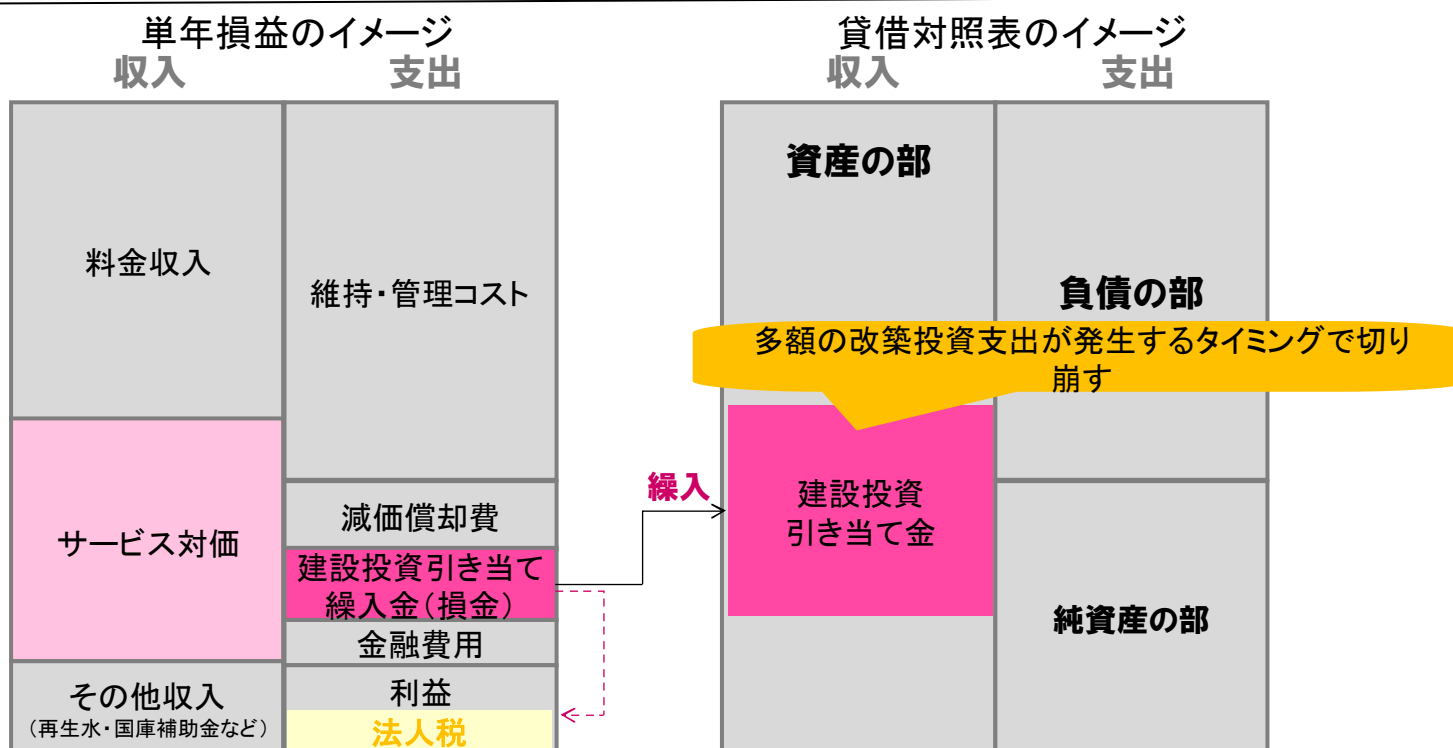 単年損益のイメージ
収入
支出
料金収入
サービス対価
その他収入
(再生水・国庫補助金など)
維持・管理コスト
減価償却費
建設投資引き当て
繰入金(損金)
金融費用
利益
法人税
繰入
貸借対照表のイメージ
収入
支出
資産の部
多額の改築投資支出が発生するタイミングで切り
崩す
建設投資
引き当て金
負債の部
純資産の部